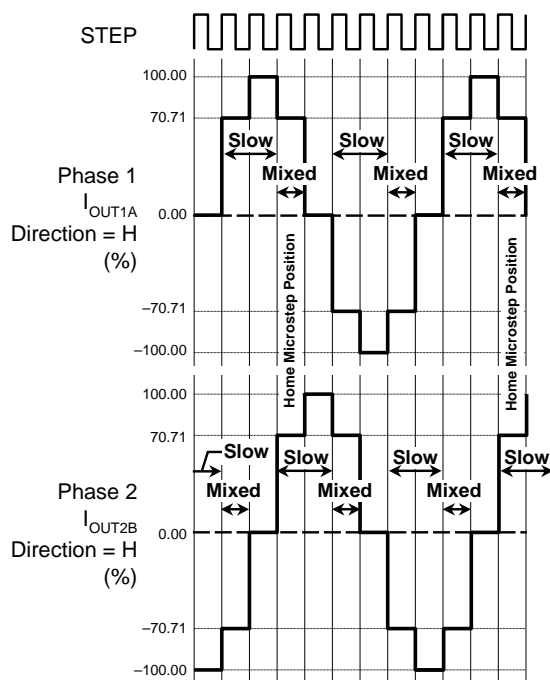 STEP
100.00
70.71
Slow
Slow
Slow
Mixed
Mixed
Mixed
Phase 1
I_OUT1A
Direction = H
(%)
0.00
Home Microstep Position
Home Microstep Position
–70.71
–100.00
100.00
70.71
Slow
Slow
Slow
Slow
Mixed
Mixed
Mixed
Phase 2
I_OUT2B
Direction = H
(%)
0.00
–70.71
–100.00